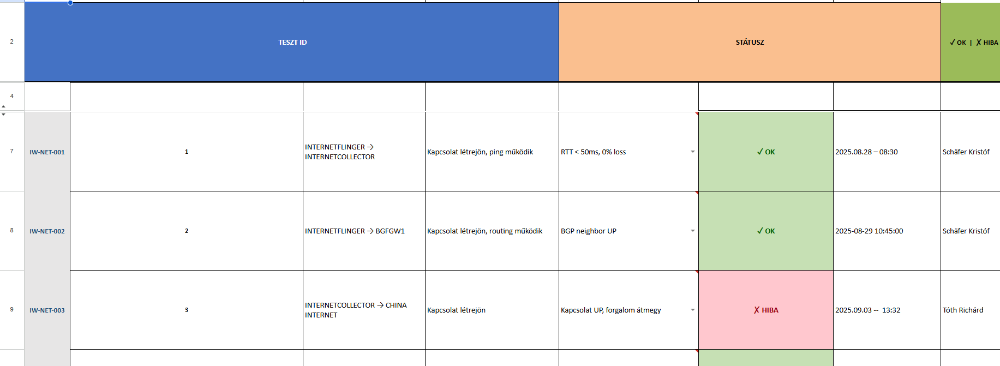 2
TESZT ID
STÁTUSZ
✓ OK | ✗ HIBA
4
7
IW-NET-001
1
INTERNETFLINGER →
INTERNETCOLLECTOR
Kapcsolat létrejön, ping működik
RTT < 50ms, 0% loss
✓ OK
2025.08.28 – 08:30
Schäfer Kristóf
8
IW-NET-002
2
INTERNETFLINGER → BGFGW1
Kapcsolat létrejön, routing működik
BGP neighbor UP
✓ OK
2025-08-29 10:45:00
Schäfer Kristóf
9
IW-NET-003
3
INTERNETCOLLECTOR → CHINA
INTERNET
Kapcsolat létrejön
Kapcsolat UP, forgalom átmegy
✗ HIBA
2025.09.03 -- 13:32
Tóth Richárd